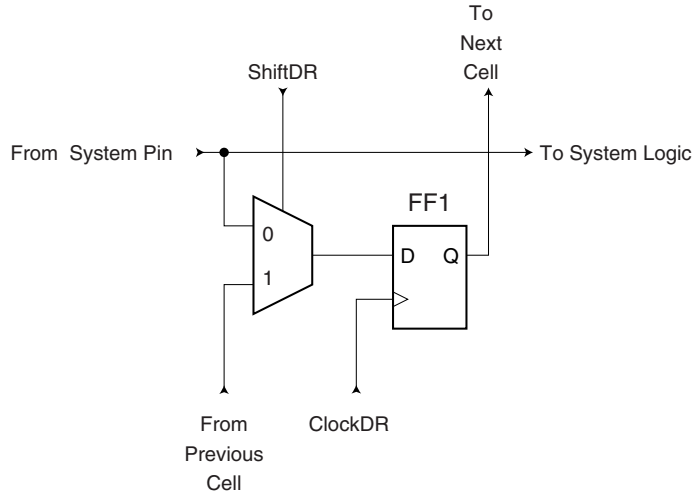 To
Next
Cell
ShiftDR
From System Pin
To System Logic
FF1
0
D Q
1
From
Previous
Cell
ClockDR